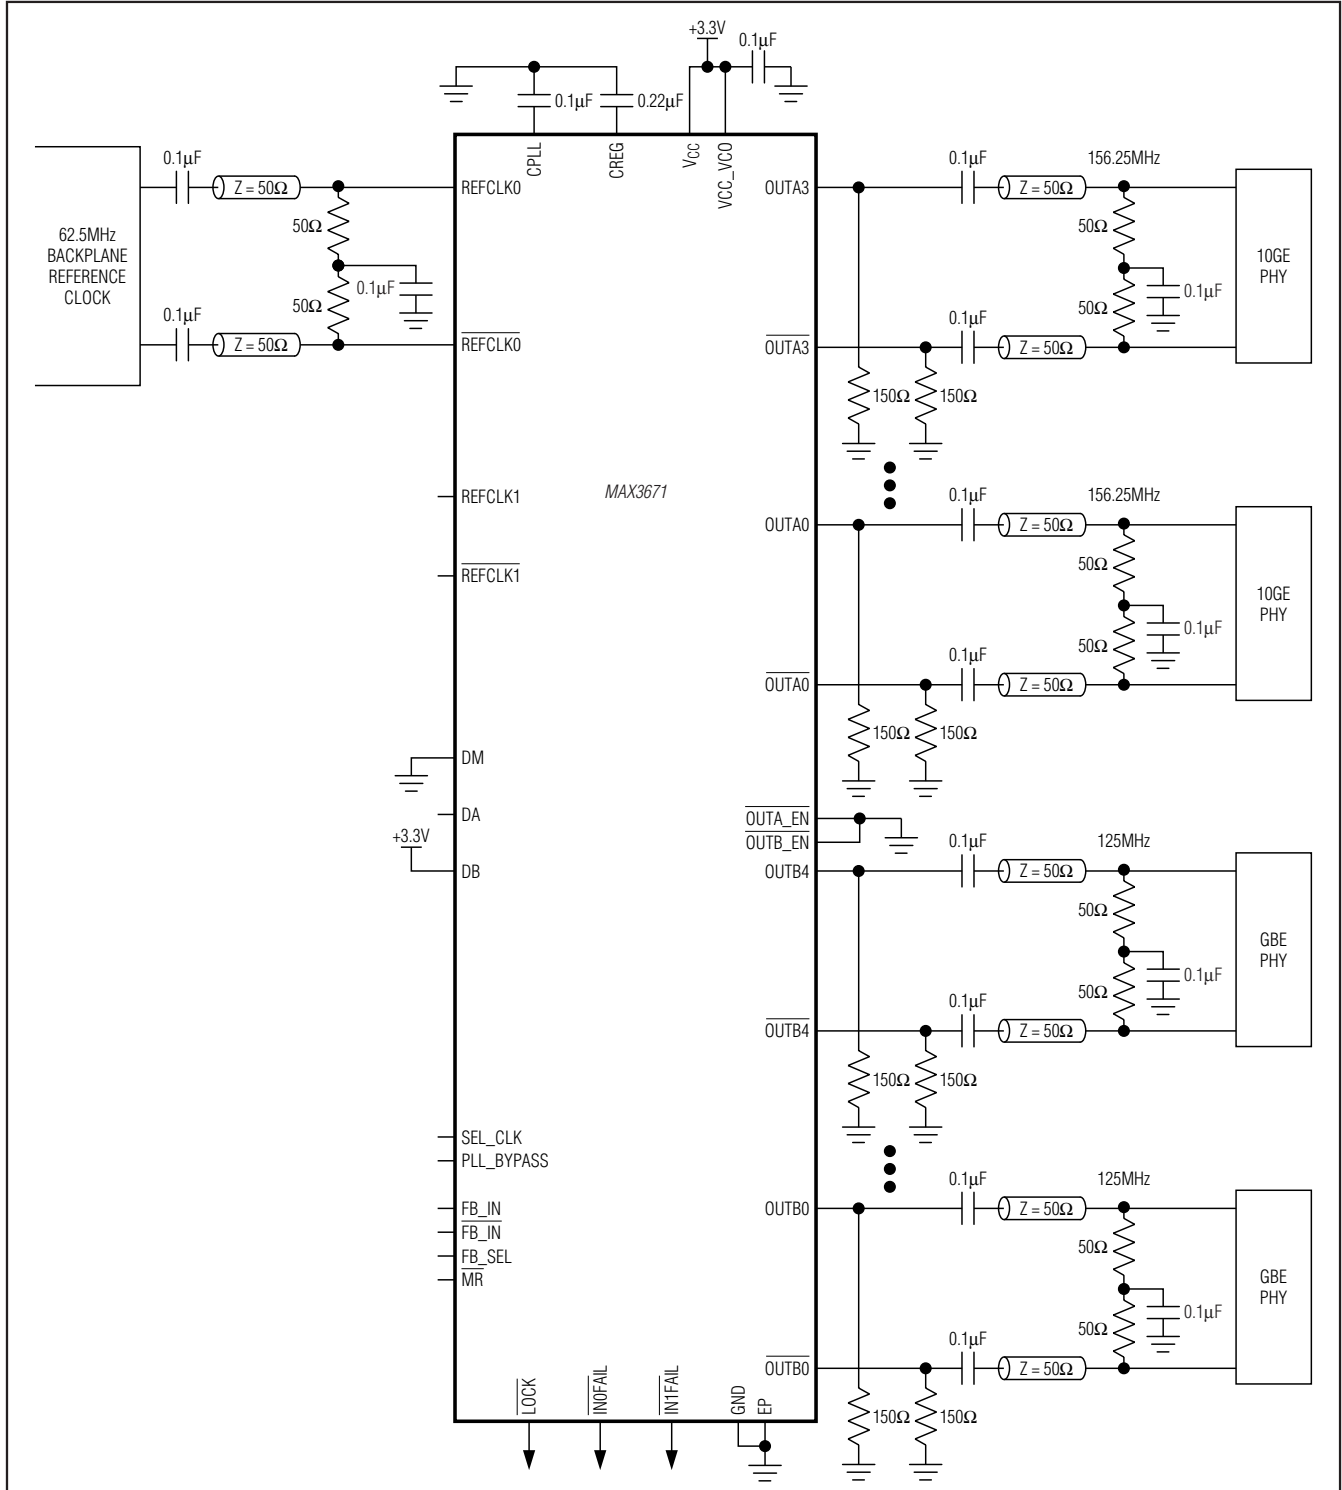 +3.3V
0.1µF
0.1µF
0.22µF
CPLL
CREG
VCC
VCC_VCO
62.5MHz
BACKPLANE
REFERENCE
CLOCK
0.1µF
Z = 50Ω
REFCLK0
50Ω
0.1µF
50Ω
0.1µF
Z = 50Ω
REFCLK0
REFCLK1
MAX3671
REFCLK1
DM
DA
+3.3V
DB
SEL_CLK
PLL_BYPASS
FB_IN
FB_IN
FB_SEL
MR
LOCK
IN0FAIL
IN1FAIL
GND
EP
OUTA3
0.1µF
Z = 50Ω
156.25MHz
50Ω
10GE
PHY
0.1µF
50Ω
OUTA3
0.1µF
Z = 50Ω
150Ω
150Ω
OUTA0
0.1µF
Z = 50Ω
156.25MHz
50Ω
10GE
PHY
0.1µF
50Ω
OUTA0
0.1µF
Z = 50Ω
150Ω
150Ω
OUTA_EN
OUTB_EN
OUTB4
0.1µF
Z = 50Ω
125MHz
50Ω
GBE
PHY
0.1µF
50Ω
OUTB4
0.1µF
Z = 50Ω
150Ω
150Ω
OUTB0
0.1µF
Z = 50Ω
125MHz
50Ω
GBE
PHY
0.1µF
50Ω
OUTB0
0.1µF
Z = 50Ω
150Ω
150Ω